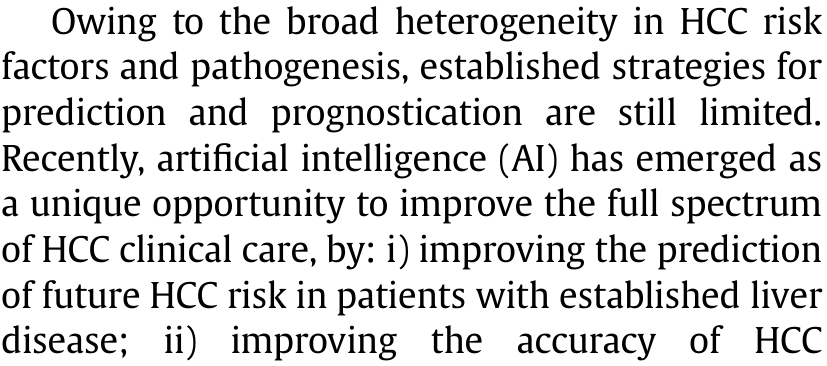 Owing to the broad heterogeneity in HCC risk
factors and pathogenesis, established strategies for
prediction and prognostication are still limited.
Recently, artificial intelligence (AI) has emerged as
a unique opportunity to improve the full spectrum
of HCC clinical care, by: i) improving the prediction
of future HCC risk in patients with established liver
disease; ii) improving the accuracy of HCC